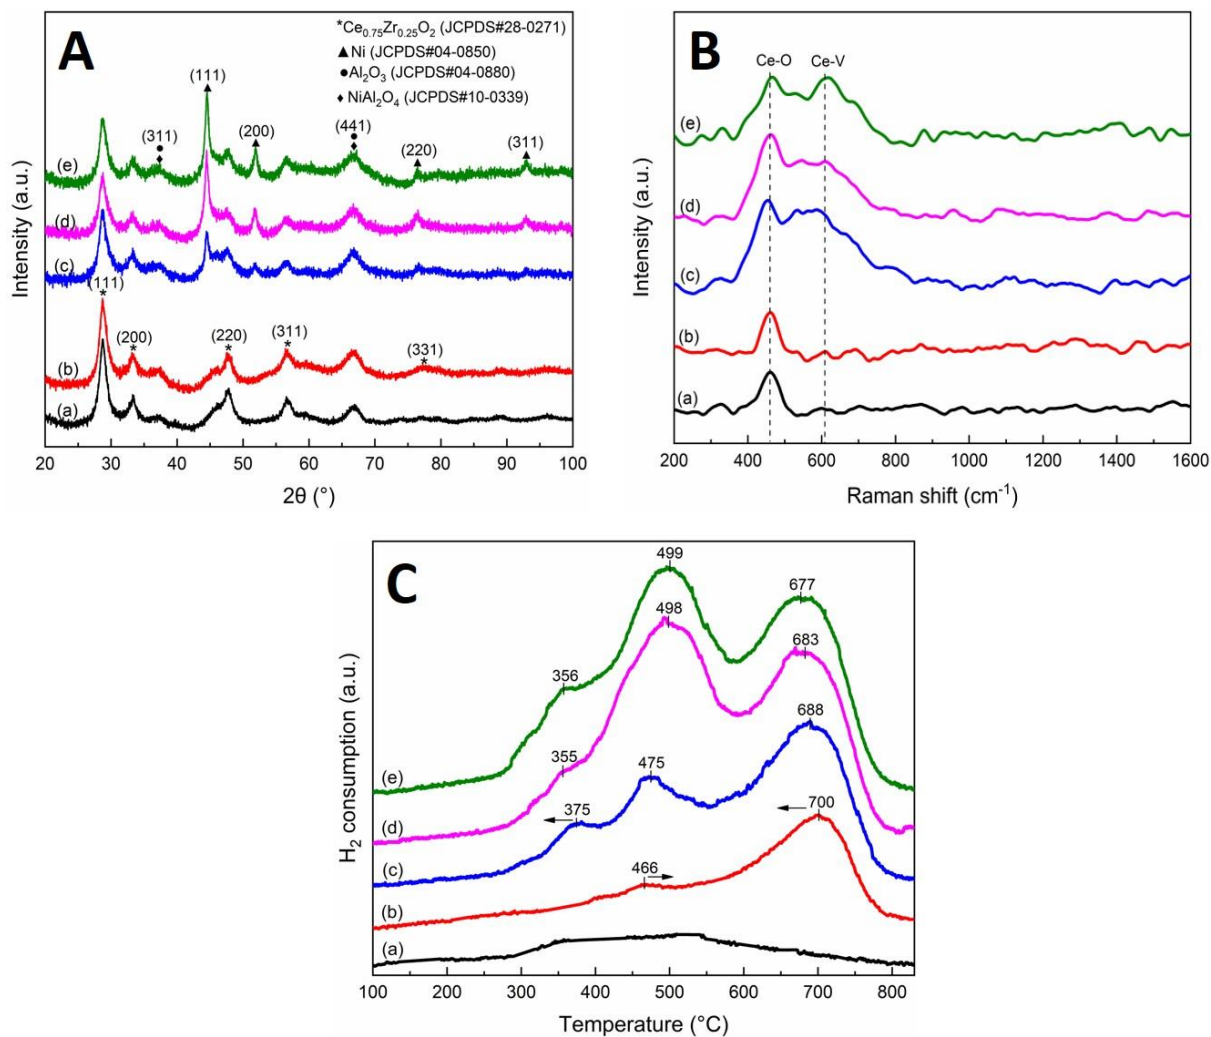 A
*Ce0.75Zr0.25O2 (JCPDS#28-0271)
▲Ni (JCPDS#04-0850)
●Al2O3 (JCPDS#04-0880)
♦NiAl2O4 (JCPDS#10-0339)
(111)
(311)
(441)
(200)
(220)
(311)
(e)
(d)
(c)
(111)
(200)
(220)
(311)
(331)
(b)
(a)
Intensity (a.u.)
20 30 40 50 60 70 80 90 100
2θ (°)
B
Ce-O Ce-V
(e)
(d)
(c)
(b)
(a)
Intensity (a.u.)
200 400 600 800 1000 1200 1400 1600
Raman shift (cm-1)
C
499
677
498
683
356
688
355
475
(e)
375
700
(d)
466
(c)
(b)
(a)
H2 consumption (a.u.)
100 200 300 400 500 600 700 800
Temperature (°C)